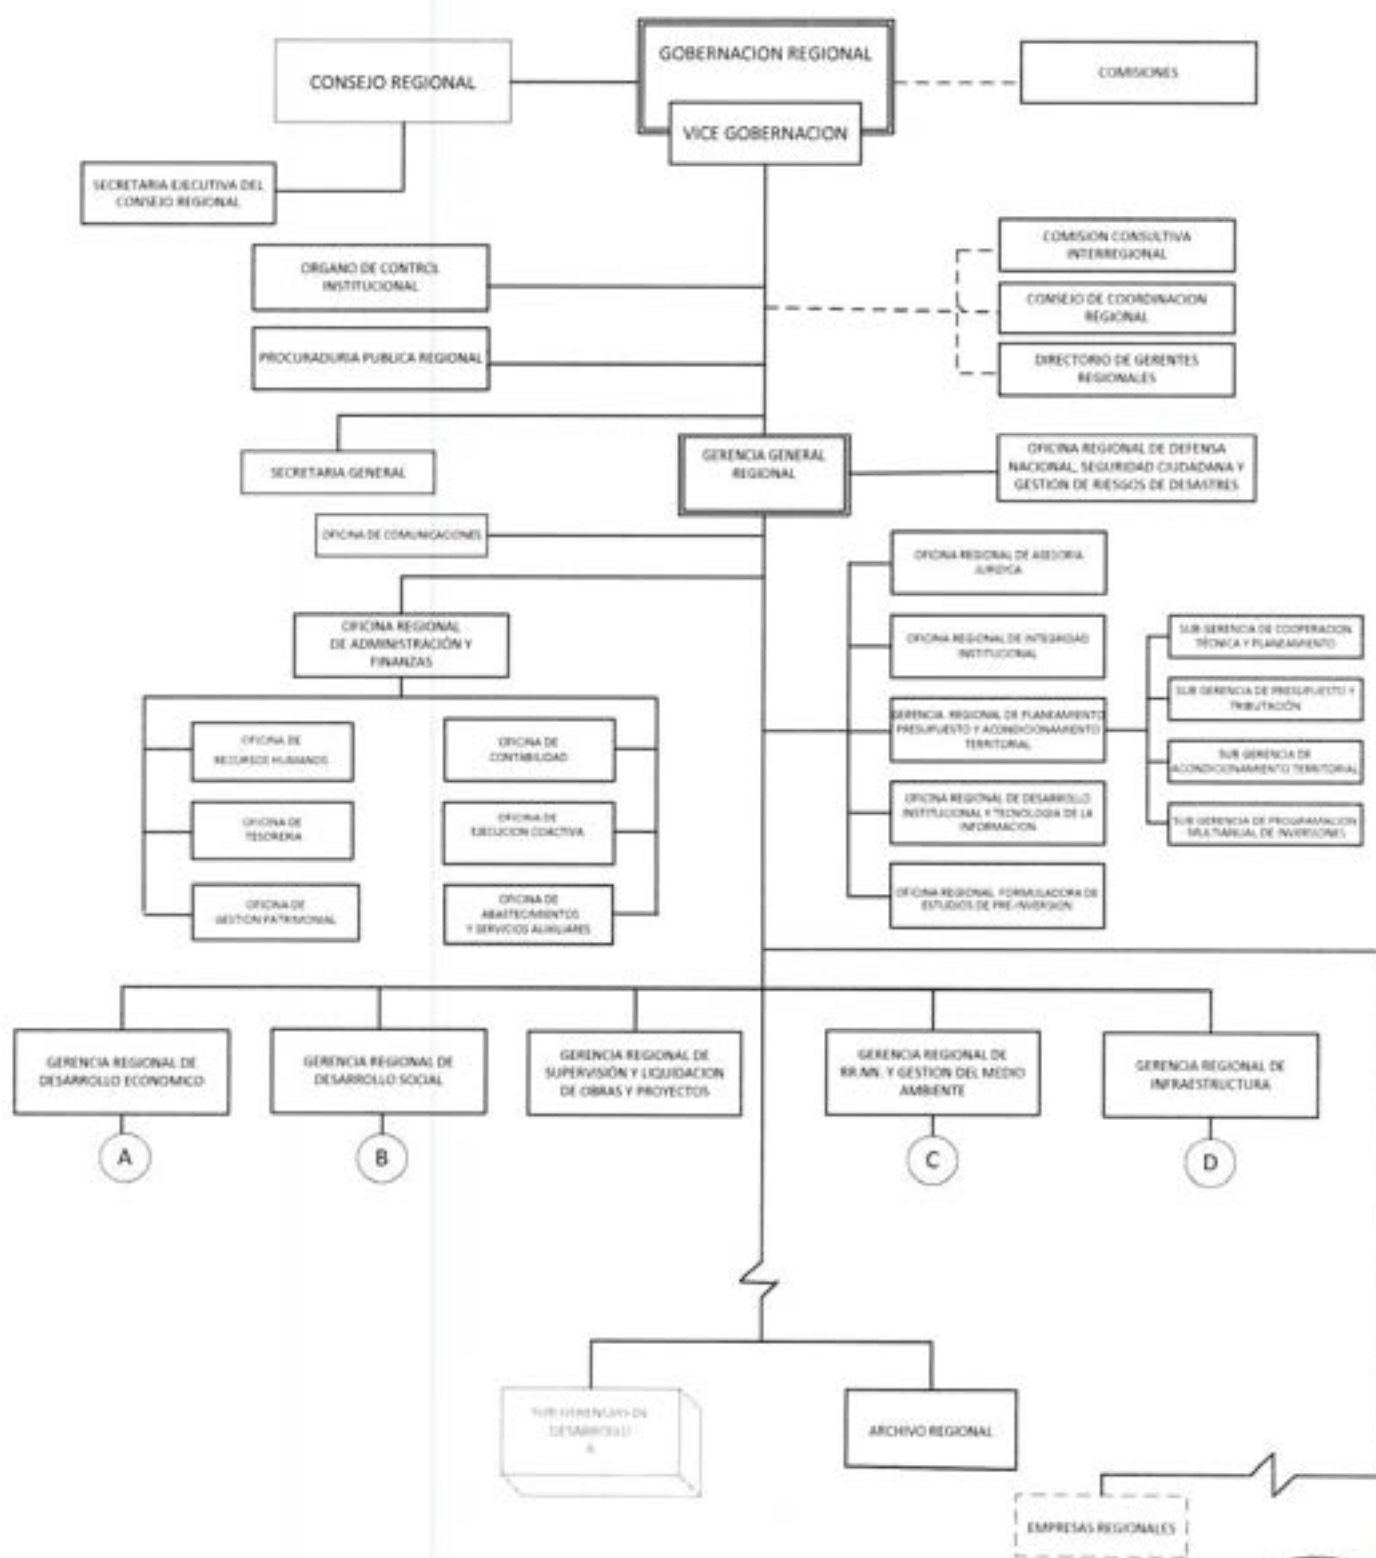 GOBERNACION REGIONAL
CONSEJO REGIONAL
COMISIONES
VICE GOBERNACION
SECRETARIA EJECUTIVA DEL
CONSEJO REGIONAL
COMISION CONSULTIVA
INTERREGIONAL
ORGANO DE CONTROL
INSTITUCIONAL
CONSEJO DE COORDINACION
REGIONAL
PROCURADURIA PUBLICA REGIONAL
DIRECTORIO DE GERENTES
REGIONALES
SECRETARIA GENERAL
GERENCIA GENERAL
REGIONAL
OFICINA REGIONAL DE DEFENSA
NACIONAL, SEGURIDAD CIUDADANA Y
GESTION DE RIESGOS DE DESASTRES
OFICINA DE COMUNICACIONES
OFICINA REGIONAL DE ASESORIA
JURIDICA
OFICINA REGIONAL
DE ADMINISTRACIÓN Y
FINANZAS
OFICINA REGIONAL DE INTEGRIDAD
INSTITUCIONAL
SUB GERENCIA DE COOPERACION
TÉCNICA Y PLANEAMIENTO
GERENCIA REGIONAL DE PLANEAMIENTO
PRESUPUESTO Y ACONDICIONAMIENTO
TERRITORIAL
SUB GERENCIA DE PRESUPUESTO Y
TRIBUTACIÓN
SUB GERENCIA DE
ACONDICIONAMIENTO TERRITORIAL
SUB GERENCIA DE PROGRAMACION
MULTIANUAL DE INVERSIONES
OFICINA DE
RECURSOS HUMANOS
OFICINA DE
CONTABILIDAD
OFICINA DE
TESORERIA
OFICINA DE
EJECUCION COACTIVA
OFICINA REGIONAL DE DESARROLLO
INSTITUCIONAL Y TECNOLOGIA DE LA
INFORMACION
OFICINA DE
GESTION PATRIMONIAL
OFICINA DE
ABASTECIMIENTOS
Y SERVICIOS AUXILIARES
OFICINA REGIONAL FORMULADORA DE
ESTUDIOS DE PRE-INVERSION
GERENCIA REGIONAL DE
DESARROLLO ECONOMICO
GERENCIA REGIONAL DE
DESARROLLO SOCIAL
GERENCIA REGIONAL DE
SUPERVISIÓN Y LIQUIDACION
DE OBRAS Y PROYECTOS
GERENCIA REGIONAL DE
RR.NN. Y GESTION DEL MEDIO
AMBIENTE
GERENCIA REGIONAL DE
INFRAESTRUCTURA
A
B
C
D
SUB GERENCIAS DE
DESARROLLO
ARCHIVO REGIONAL
EMPRESAS REGIONALES